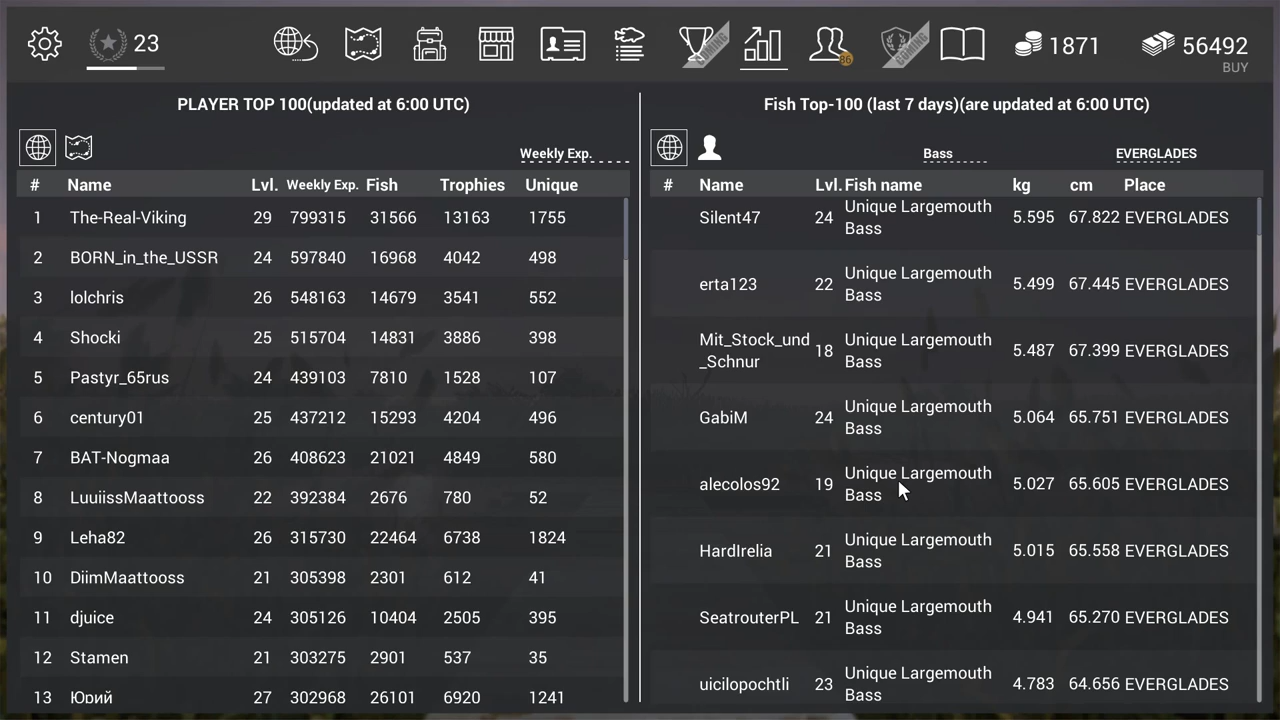 23
COMING
86
COMING
1871
56492
BUY
PLAYER TOP 100(updated at 6:00 UTC)
Weekly Exp.
# Name Lvl. Weekly Exp. Fish Trophies Unique
1 The-Real-Viking 29 799315 31566 13163 1755
2 BORN_in_the_USSR 24 597840 16968 4042 498
3 lolchris 26 548163 14679 3541 552
4 Shocki 25 515704 14831 3886 398
5 Pastyr_65rus 24 439103 7810 1528 107
6 century01 25 437212 15293 4204 496
7 BAT-Nogmaa 26 408623 21021 4849 580
8 LuuiissMaattooss 22 392384 2676 780 52
9 Leha82 26 315730 22464 6738 1824
10 DiimMaattooss 21 305398 2301 612 41
11 djuice 24 305126 10404 2505 395
12 Stamen 21 303275 2901 537 35
13 Юрий 27 302968 26101 6920 1241
Fish Top-100 (last 7 days)(are updated at 6:00 UTC)
Bass EVERGLADES
# Name Lvl. Fish name kg cm Place
Silent47 24 Unique Largemouth 5.595 67.822 EVERGLADES
Bass
erta123 22 Unique Largemouth 5.499 67.445 EVERGLADES
Bass
Mit_Stock_und 18 Unique Largemouth 5.487 67.399 EVERGLADES
_Schnur Bass
GabiM 24 Unique Largemouth 5.064 65.751 EVERGLADES
Bass
alecolos92 19 Unique Largemouth 5.027 65.605 EVERGLADES
Bass
HardIrelia 21 Unique Largemouth 5.015 65.558 EVERGLADES
Bass
SeatrouterPL 21 Unique Largemouth 4.941 65.270 EVERGLADES
Bass
uicilopochtli 23 Unique Largemouth 4.783 64.656 EVERGLADES
Bass